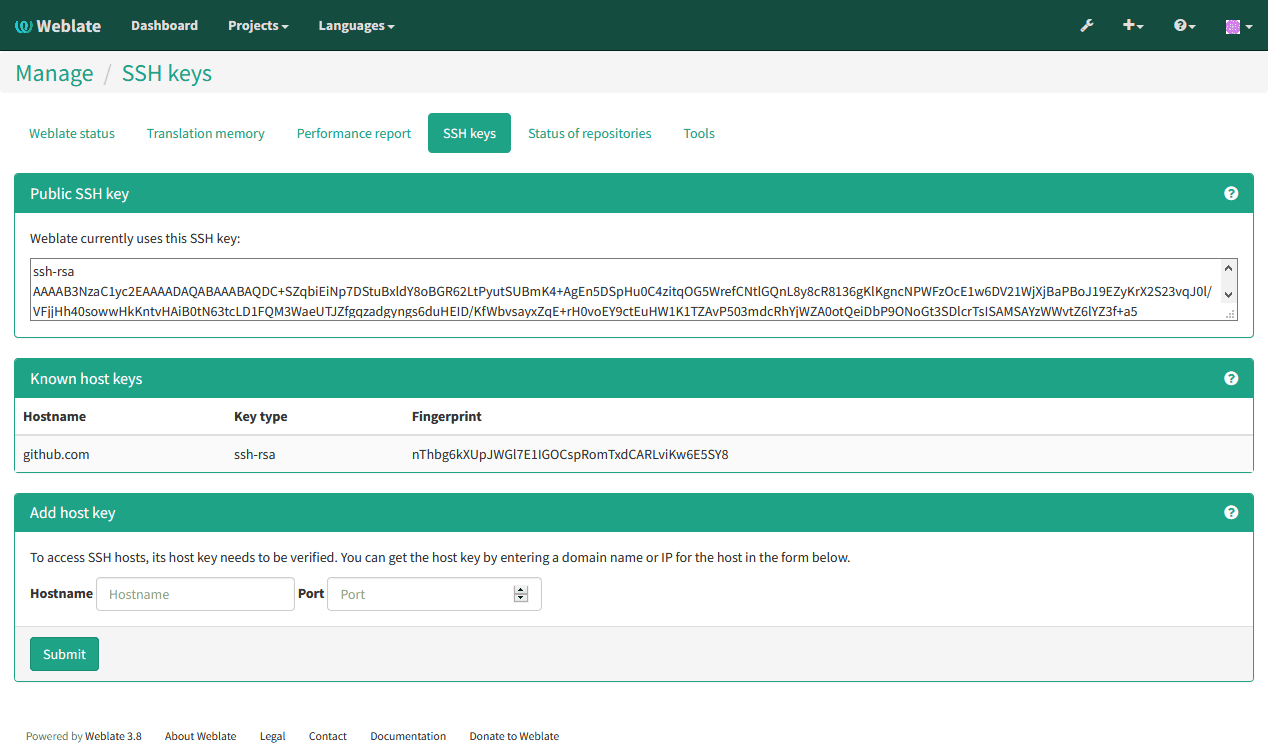 Weblate Dashboard Projects Languages
Manage / SSH keys
Weblate status Translation memory Performance report SSH keys Status of repositories Tools
Public SSH key
Weblate currently uses this SSH key:
ssh-rsa
AAAAB3NzaC1yc2EAAAADAQABAAABAQDC+SZqbiEiNp7DStuBxldY8oBGR62LtPyutSUBmK4+AgEn5DSpHu0C4zitqOG5WrefCNtlGQnL8y8cR8136gKlKgncNPWFzOcE1w6DV21WjXjBaPBoJ19EZyKrX2S23vqJ0l/
VFjjHh40sowwHkKntvHAiB0tN63tcLD1FQM3WaeUTJZfgqzadgyngs6duHEID/KfWbvsayxZqE+rH0voEY9ctEuHW1K1TZAvP503mdcRhYjWZA0otQeiDbP9ONoGt3SDlcrTsISAMSAYzWWvtZ6lYZ3f+a5
Known host keys
Hostname Key type Fingerprint
github.com ssh-rsa nThbg6kXUpJWGl7E1IGOCspRomTxdCARLviKw6E5SY8
Add host key
To access SSH hosts, its host key needs to be verified. You can get the host key by entering a domain name or IP for the host in the form below.
Hostname Hostname Port Port
Submit
Powered by Weblate 3.8 About Weblate Legal Contact Documentation Donate to Weblate